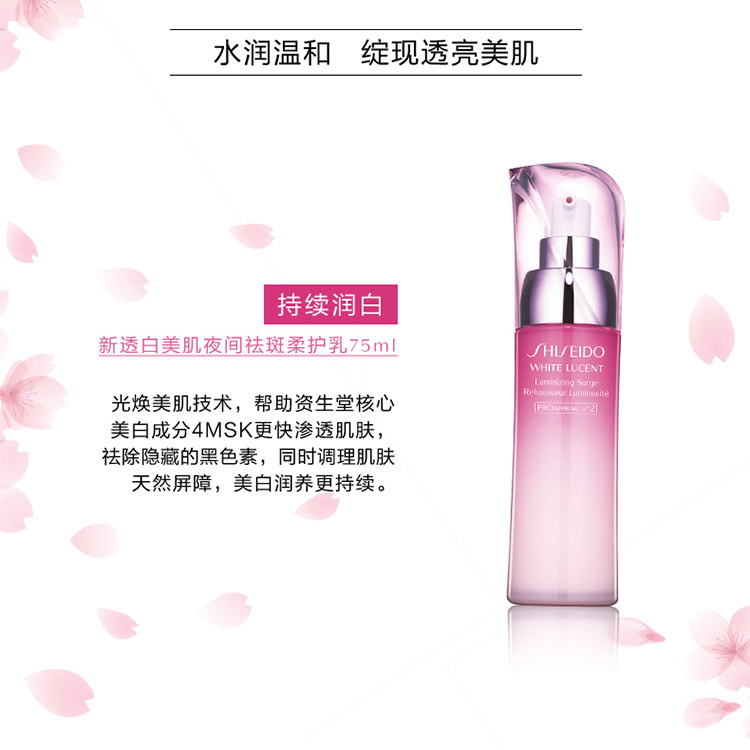 水润温和　绽现透亮美肌
持续润白
新透白美肌夜间祛斑柔护乳75ml
光焕美肌技术，帮助资生堂核心
美白成分4MSK更快渗透肌肤，
祛除隐藏的黑色素，同时调理肌肤
天然屏障，美白润养更持续。
SHISEIDO
WHITE LUCENT
Luminizing Surge
Rehausseur Luminosité
PRO APPROACH*2